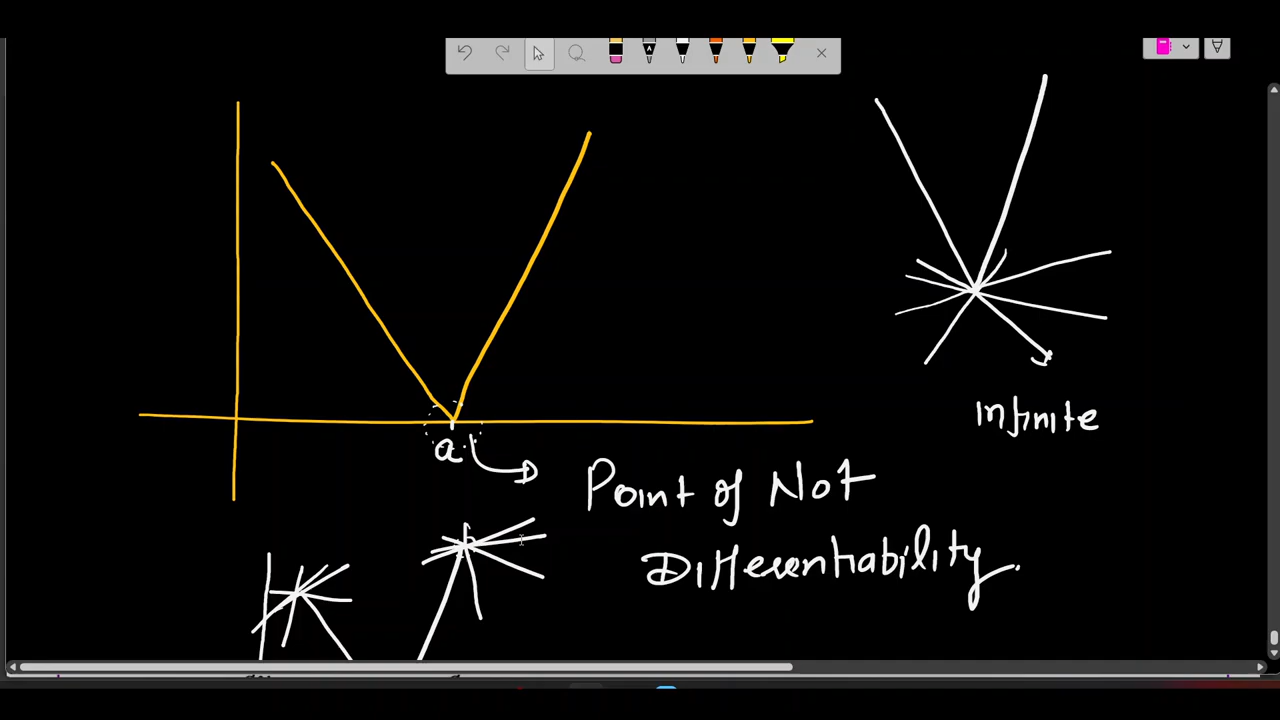 Infinite
a
Point of Not
Differentiability.